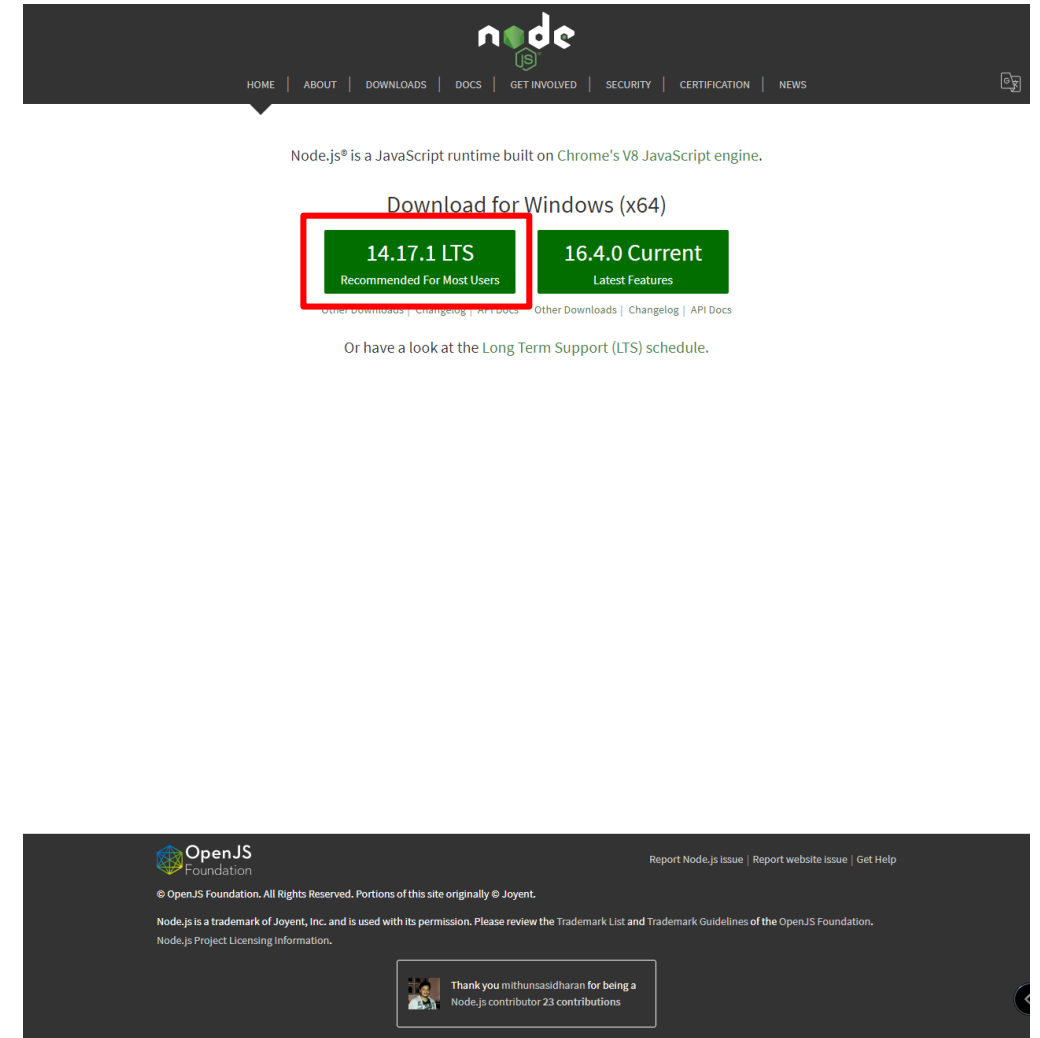 node
JS
HOME | ABOUT | DOWNLOADS | DOCS | GET INVOLVED | SECURITY | CERTIFICATION | NEWS
Node.js® is a JavaScript runtime built on Chrome's V8 JavaScript engine.
Download for Windows (x64)
14.17.1 LTS
Recommended For Most Users
16.4.0 Current
Latest Features
Other Downloads | Changelog | API Docs
Other Downloads | Changelog | API Docs
Or have a look at the Long Term Support (LTS) schedule.
OpenJS
Foundation
Report Node.js issue | Report website issue | Get Help
© OpenJS Foundation. All Rights Reserved. Portions of this site originally © Joyent.
Node.js is a trademark of Joyent, Inc. and is used with its permission. Please review the Trademark List and Trademark Guidelines of the OpenJS Foundation.
Node.js Project Licensing Information.
Thank you mithunsasidharan for being a
Node.js contributor 23 contributions